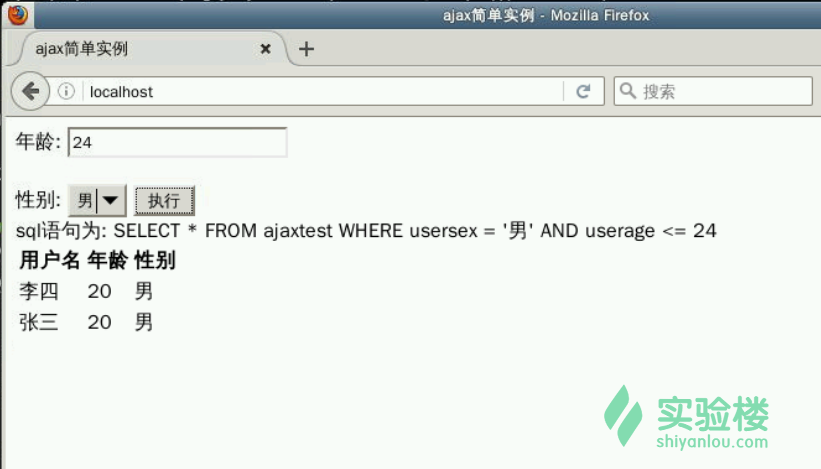 ajax简单实例 - Mozilla Firefox
ajax简单实例
localhost 搜索
年龄: 24
性别: 男 执行
sql语句为: SELECT * FROM ajaxtest WHERE usersex = '男' AND userage <= 24
用户名 年龄 性别
李四 20 男
张三 20 男
实验楼
shiyanlou.com